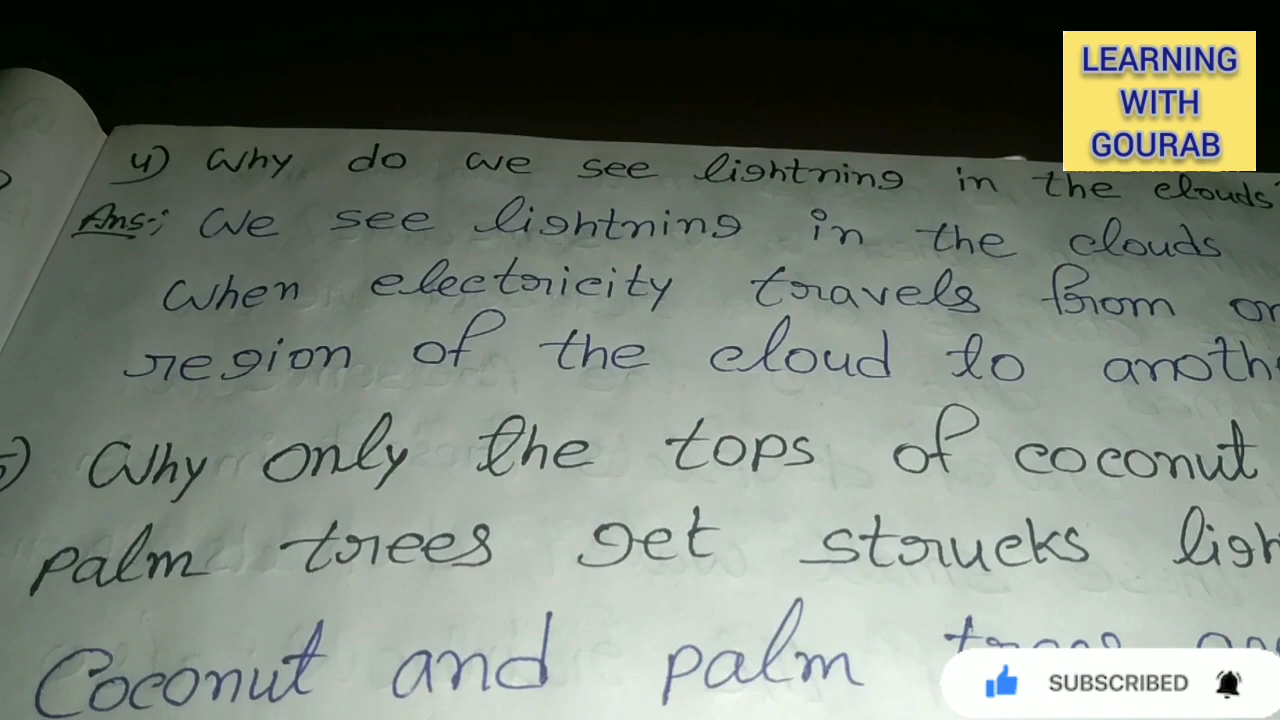 LEARNING
WITH
GOURAB
4) Why do we see lightning in the clouds?
Ans:- We see lightning in the clouds
When electricity travels from
region of the cloud to
5) Why only the tops of coconut
palm trees get strucks
Coconut and palm trees
SUBSCRIBED